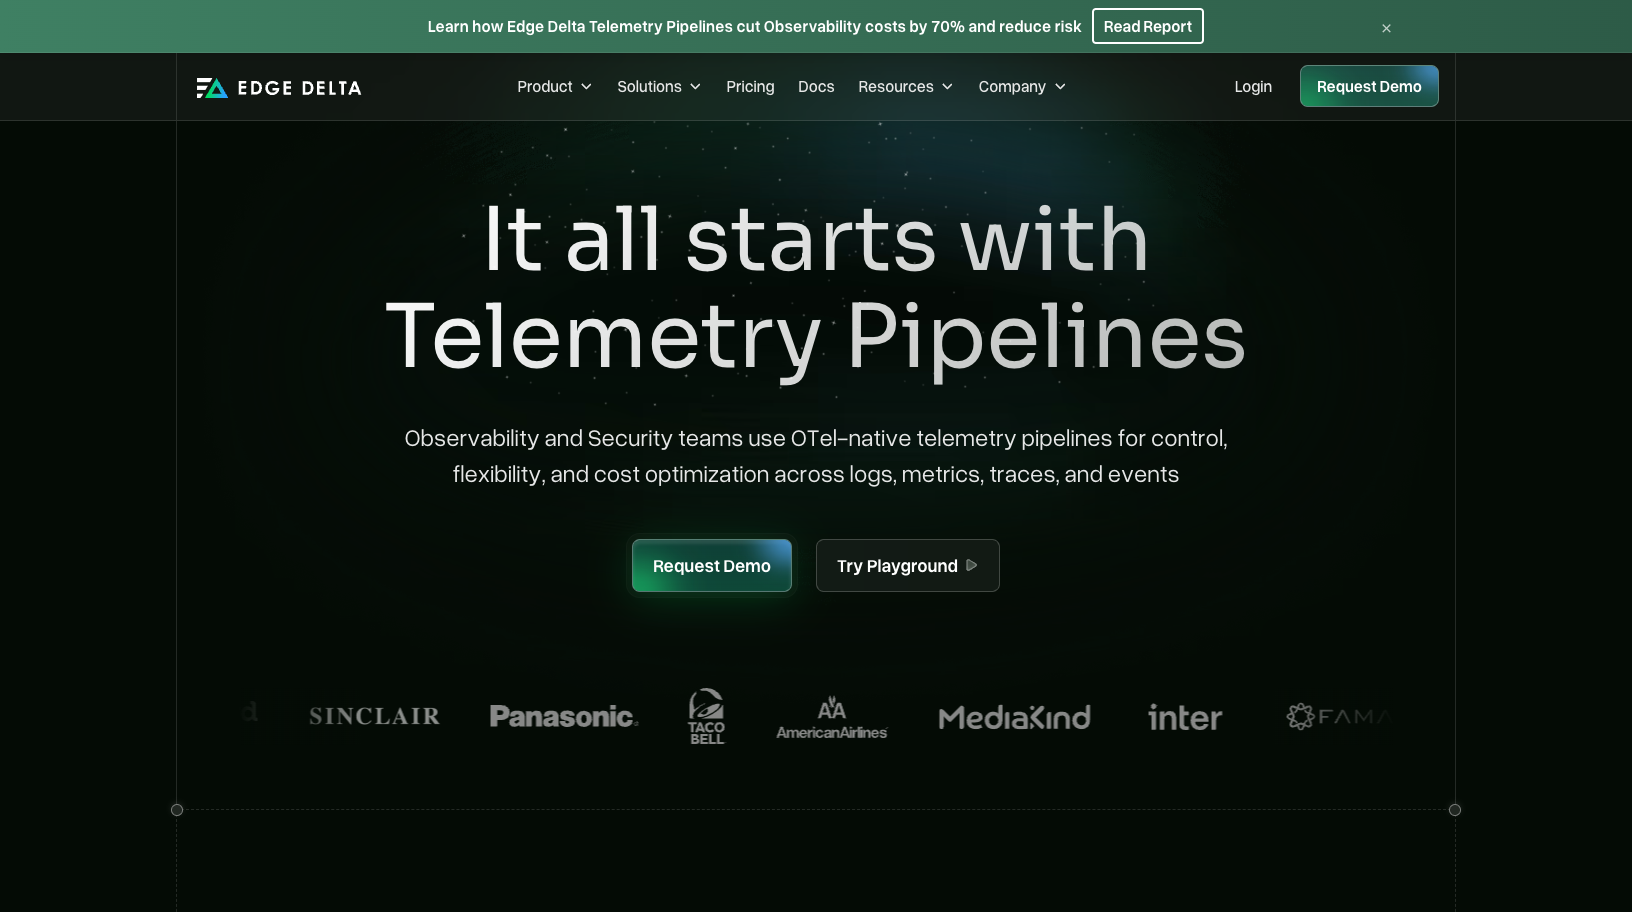 Learn how Edge Delta Telemetry Pipelines cut Observability costs by 70% and reduce risk
Read Report
×
EDGE DELTA
Product
Solutions
Pricing
Docs
Resources
Company
Login
Request Demo
It all starts with
Telemetry Pipelines
Observability and Security teams use OTel-native telemetry pipelines for control,
flexibility, and cost optimization across logs, metrics, traces, and events
Request Demo
Try Playground
d
SINCLAIR
Panasonic
TACO
BELL
AA
AmericanAirlines
MediaKind
inter
FAMA